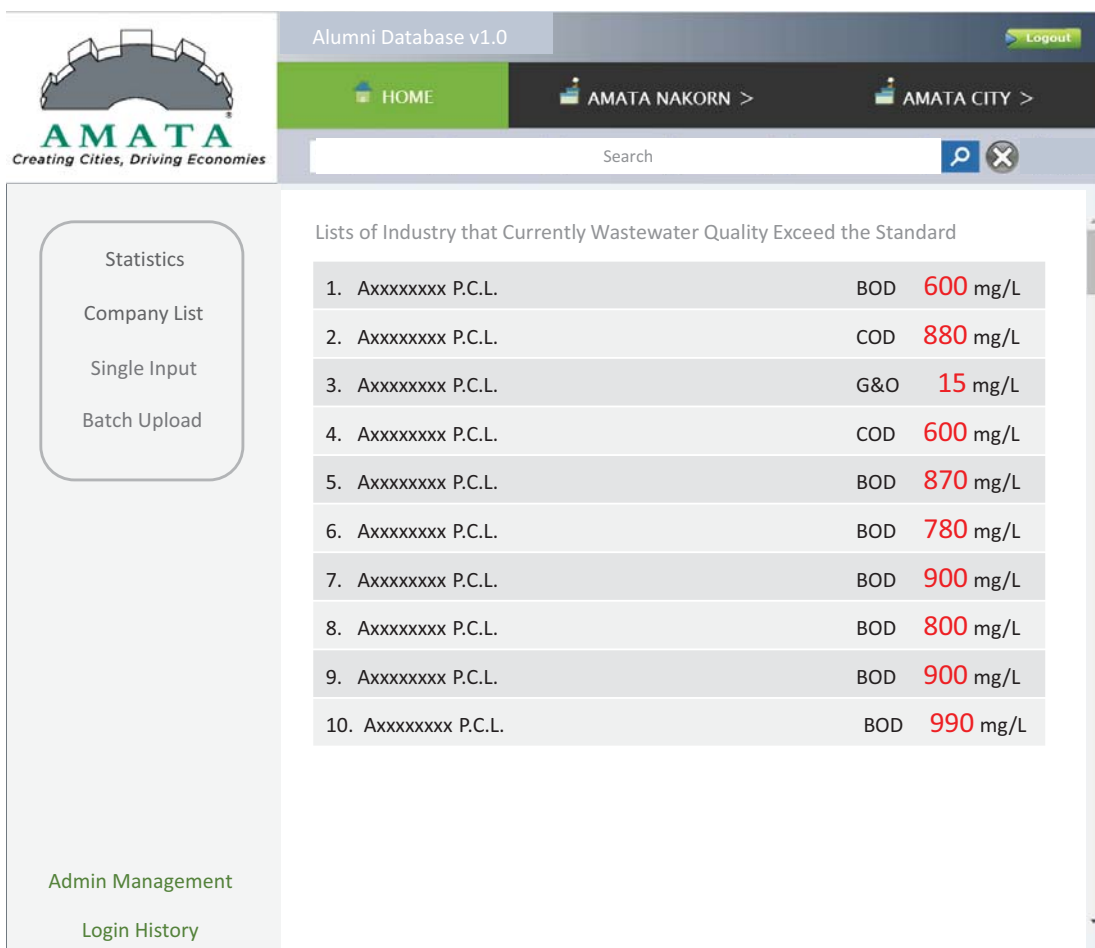 AMATA
®
Creating Cities, Driving Economies
Alumni Database v1.0
Logout
HOME
AMATA NAKORN >
AMATA CITY >
Search
Statistics
Company List
Single Input
Batch Upload
Admin Management
Login History
Lists of Industry that Currently Wastewater Quality Exceed the Standard
1. Axxxxxxxx P.C.L. BOD 600 mg/L
2. Axxxxxxxx P.C.L. COD 880 mg/L
3. Axxxxxxxx P.C.L. G&O 15 mg/L
4. Axxxxxxxx P.C.L. COD 600 mg/L
5. Axxxxxxxx P.C.L. BOD 870 mg/L
6. Axxxxxxxx P.C.L. BOD 780 mg/L
7. Axxxxxxxx P.C.L. BOD 900 mg/L
8. Axxxxxxxx P.C.L. BOD 800 mg/L
9. Axxxxxxxx P.C.L. BOD 900 mg/L
10. Axxxxxxxx P.C.L. BOD 990 mg/L